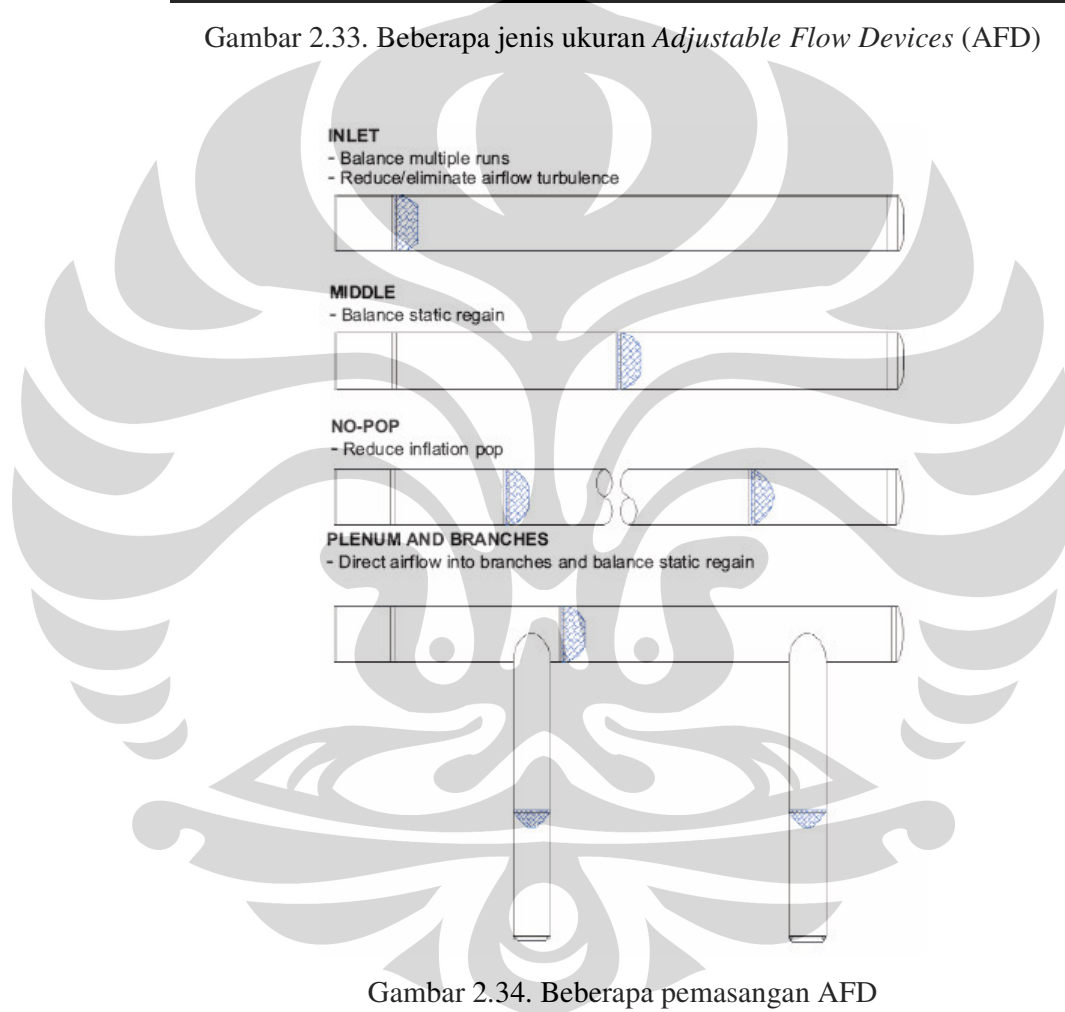 Gambar 2.33. Beberapa jenis ukuran Adjustable Flow Devices (AFD)
INLET
- Balance multiple runs
- Reduce/eliminate airflow turbulence
MIDDLE
- Balance static regain
NO-POP
- Reduce inflation pop
PLENUM AND BRANCHES
- Direct airflow into branches and balance static regain
Gambar 2.34. Beberapa pemasangan AFD